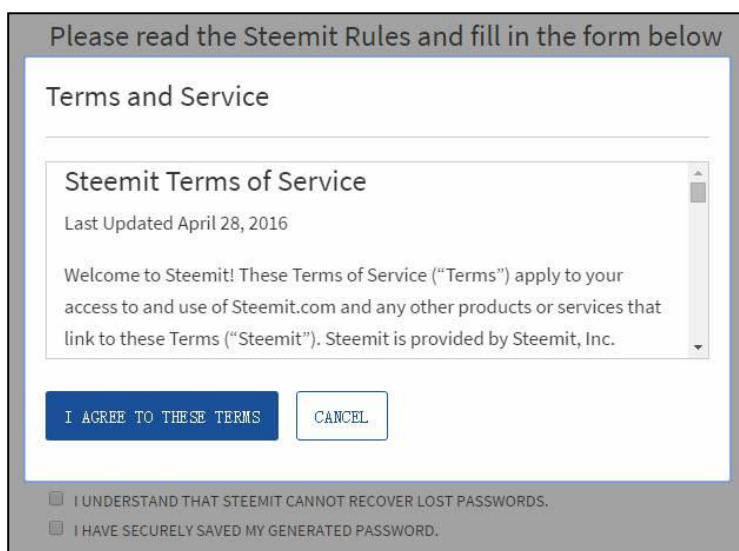 Please read the Steemit Rules and fill in the form below
Terms and Service
Steemit Terms of Service
Last Updated April 28, 2016
Welcome to Steemit! These Terms of Service (“Terms”) apply to your
access to and use of Steemit.com and any other products or services that
link to these Terms (“Steemit”). Steemit is provided by Steemit, Inc.
I AGREE TO THESE TERMS
CANCEL
I UNDERSTAND THAT STEEMIT CANNOT RECOVER LOST PASSWORDS.
I HAVE SECURELY SAVED MY GENERATED PASSWORD.